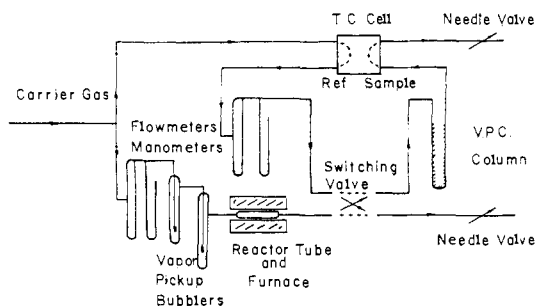 T C Cell
Needle Valve
Carrier Gas
Ref
Sample
Flowmeters
Manometers
V.P.C.
Column
Switching
Valve
Vapor
Pickup
Bubblers
Reactor Tube
and
Furnace
Needle Valve